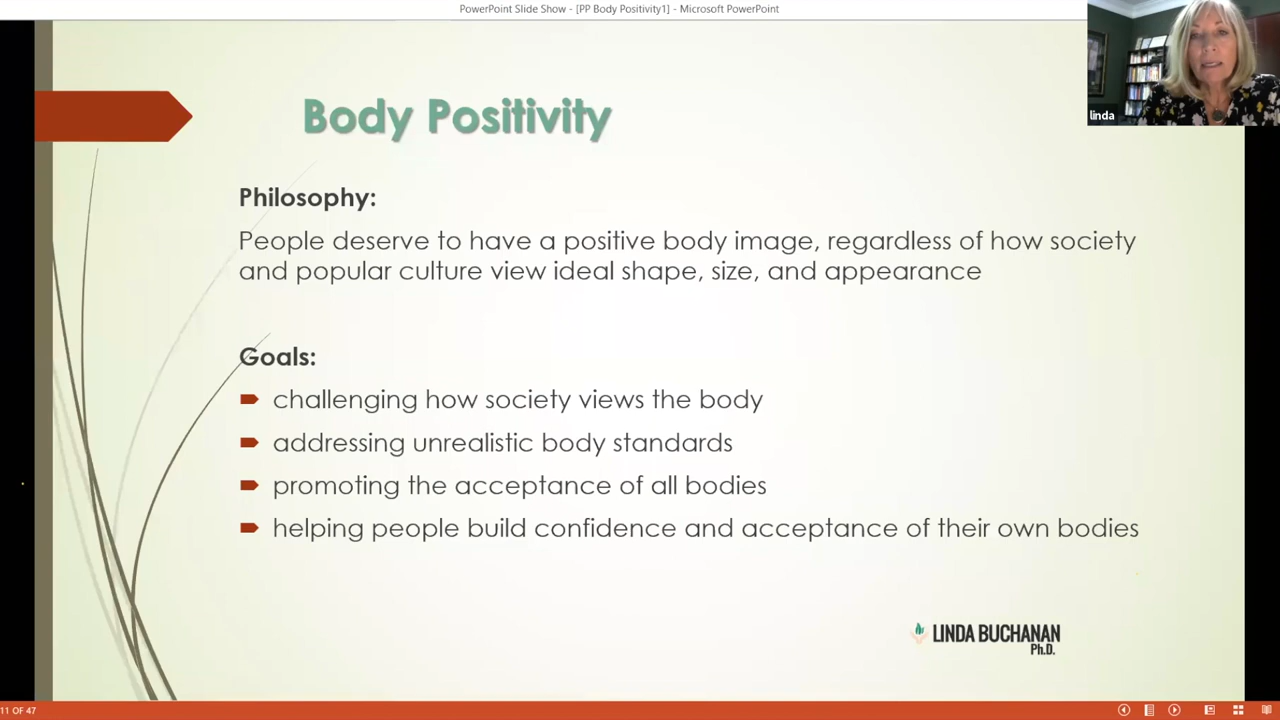 PowerPoint Slide Show - [PP Body Positivity1] - Microsoft PowerPoint
linda
Body Positivity
Philosophy:
People deserve to have a positive body image, regardless of how society
and popular culture view ideal shape, size, and appearance
Goals:
challenging how society views the body
addressing unrealistic body standards
promoting the acceptance of all bodies
helping people build confidence and acceptance of their own bodies
LINDA BUCHANAN
Ph.D.
11 OF 47